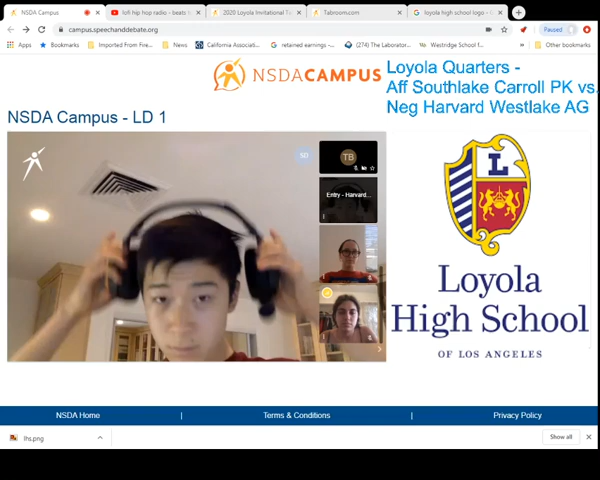 NSDA Campus
lofi hip hop radio - beats t
2020 Loyola Invitational T
Tabroom.com
loyola high school logo -
campus.speechanddebate.org
Paused
Apps
Bookmarks
Imported From IE
News
California Associati...
retained earnings -...
(274) The Laborator...
Westridge School f...
Other bookmarks
NSDACAMPUS
Loyola Quarters -
Aff Southlake Carroll PK vs.
Neg Harvard Westlake AG
NSDA Campus - LD 1
SD
TB
Entry - Harvard...
L
Loyola
High School
OF LOS ANGELES
NSDA Home | Terms & Conditions | Privacy Policy
lhs.png
Show all